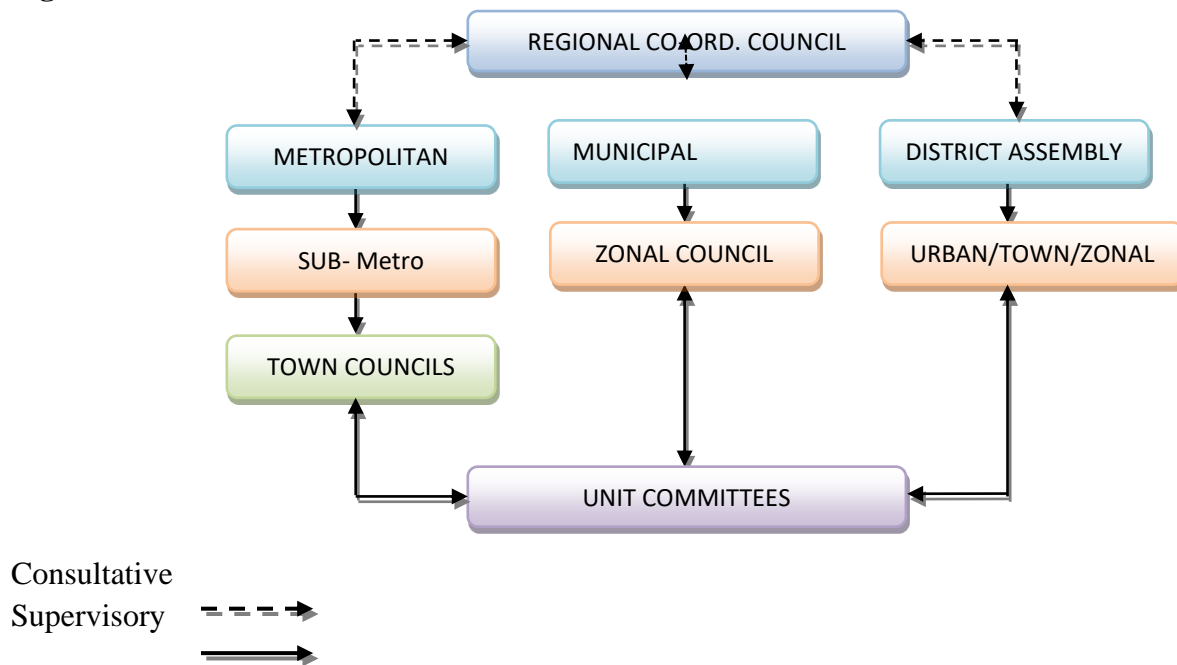 REGIONAL CO-ORD. COUNCIL
METROPOLITAN
MUNICIPAL
DISTRICT ASSEMBLY
SUB- Metro
ZONAL COUNCIL
URBAN/TOWN/ZONAL
TOWN COUNCILS
UNIT COMMITTEES
Consultative
Supervisory